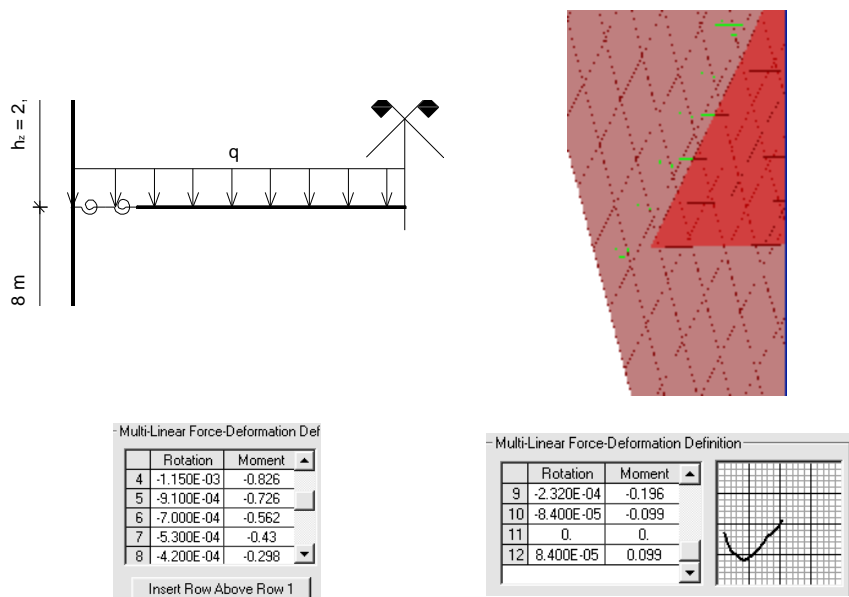 hz = 2,
q
8 m
Multi-Linear Force-Deformation Def
Rotation Moment
4 -1.150E-03 -0.826
5 -9.100E-04 -0.726
6 -7.000E-04 -0.562
7 -5.300E-04 -0.43
8 -4.200E-04 -0.298
Insert Row Above Row 1
Multi-Linear Force-Deformation Definition
Rotation Moment
9 -2.320E-04 -0.196
10 -8.400E-05 -0.099
11 0. 0.
12 8.400E-05 0.099